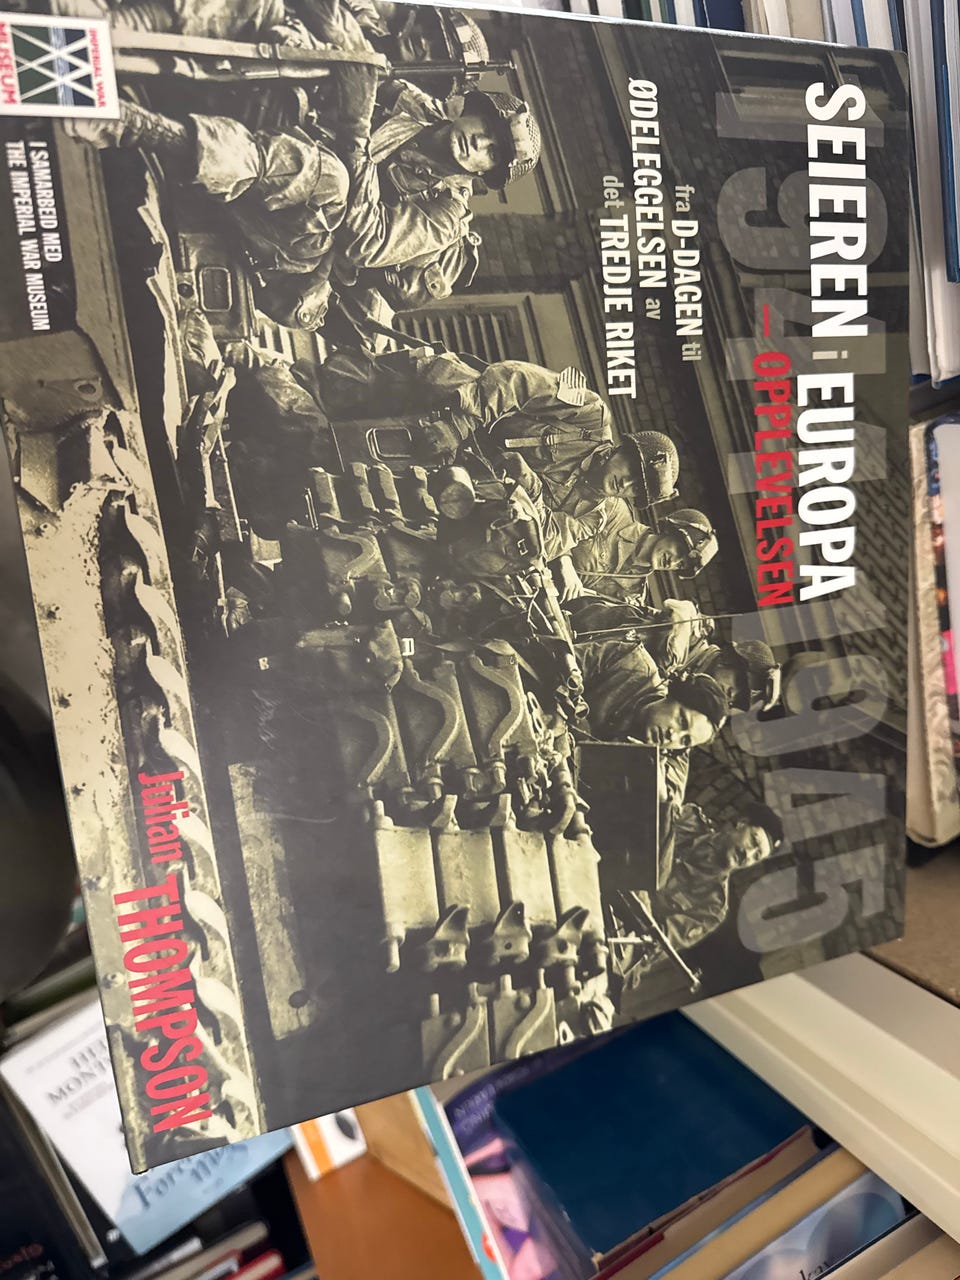 1944 - 1945
SEIEREN i EUROPA
— OPPLEVELSEN
fra D-DAGEN til
ØDELEGGELSEN av
det TREDJE RIKET
IMPERIAL WAR
MUSEUM
I SAMARBEID MED
THE IMPERIAL WAR MUSEUM
Julian THOMPSON